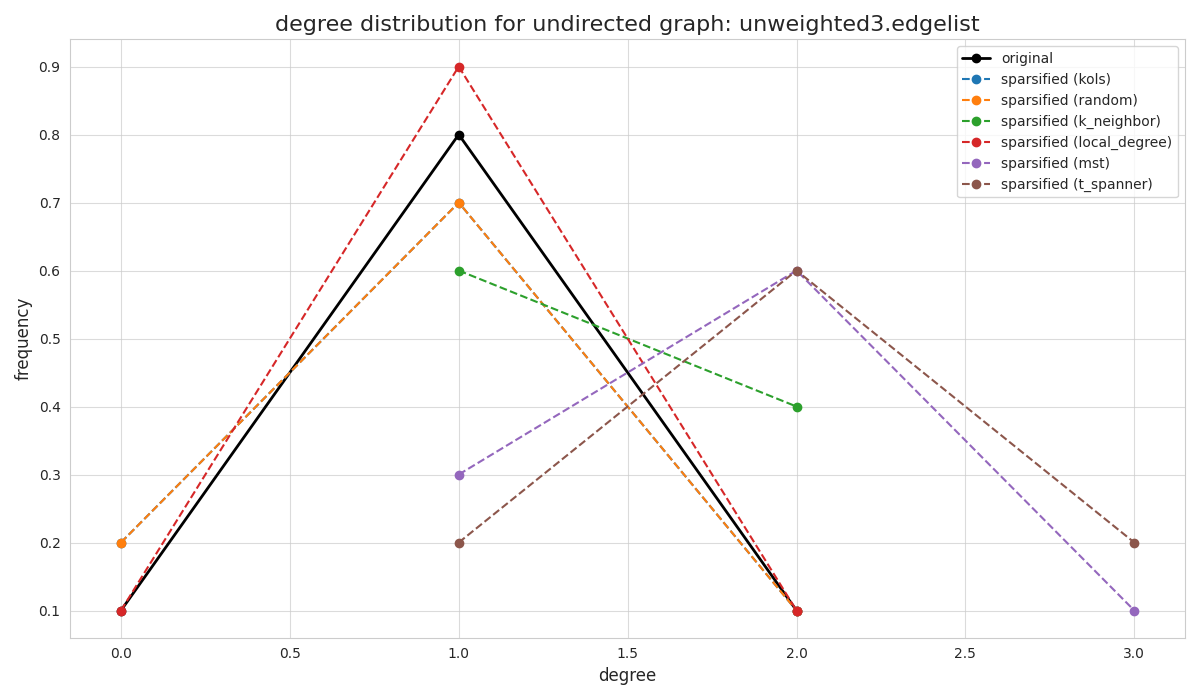 degree distribution for undirected graph: unweighted3.edgelist
original
sparsified (kols)
sparsified (random)
sparsified (k_neighbor)
sparsified (local_degree)
sparsified (mst)
sparsified (t_spanner)
frequency
0.9
0.8
0.7
0.6
0.5
0.4
0.3
0.2
0.1
0.0 0.5 1.0 1.5 2.0 2.5 3.0
degree